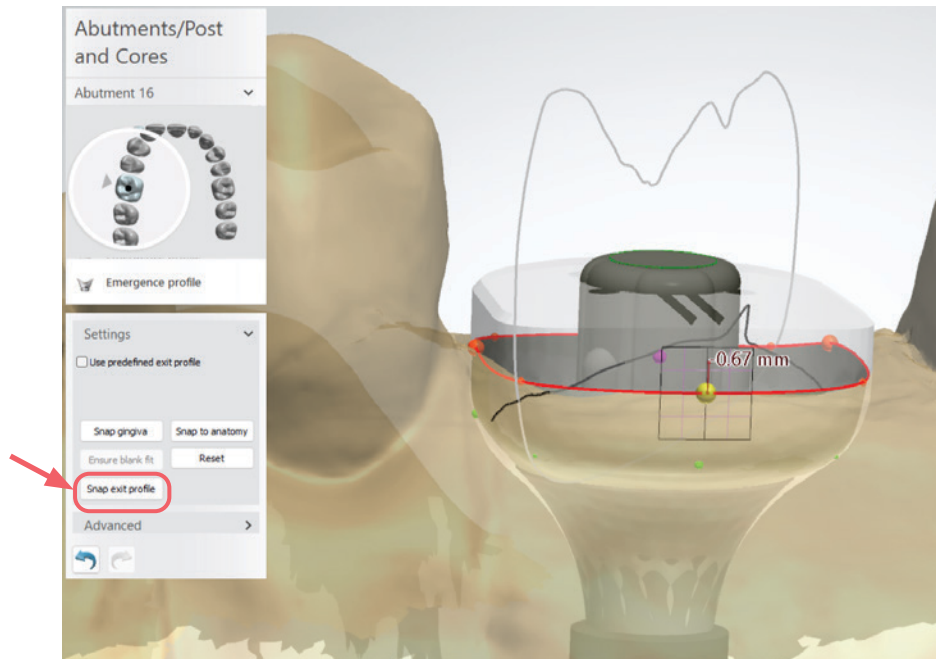 Abutments/Post
and Cores
Abutment 16
Emergence profile
Settings
Use predefined exit profile
Snap gingiva
Snap to anatomy
Ensure blank fit
Reset
Snap exit profile
Advanced
0.67 mm